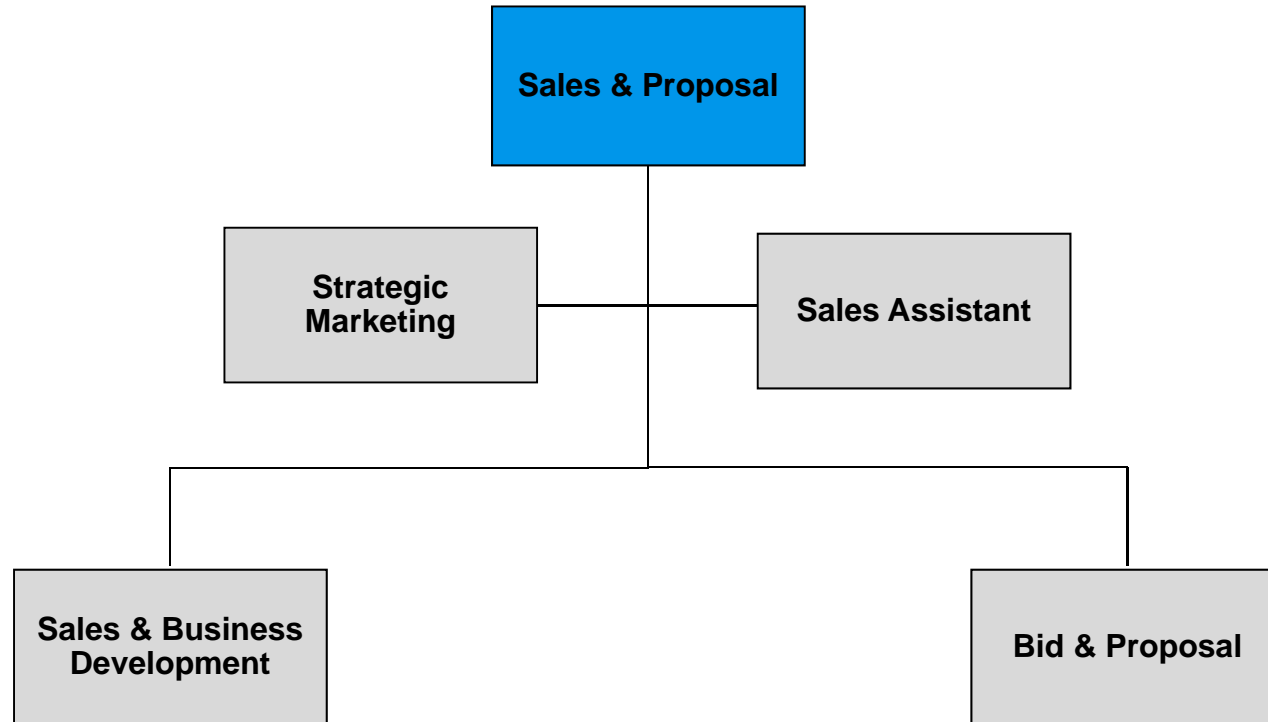 Sales & Proposal
Strategic
Marketing
Sales Assistant
Sales & Business
Development
Bid & Proposal